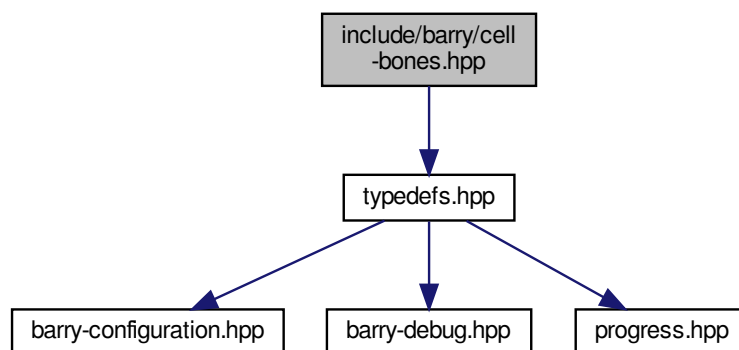 include/barry/cell
-bones.hpp
typedefs.hpp
barry-configuration.hpp
barry-debug.hpp
progress.hpp